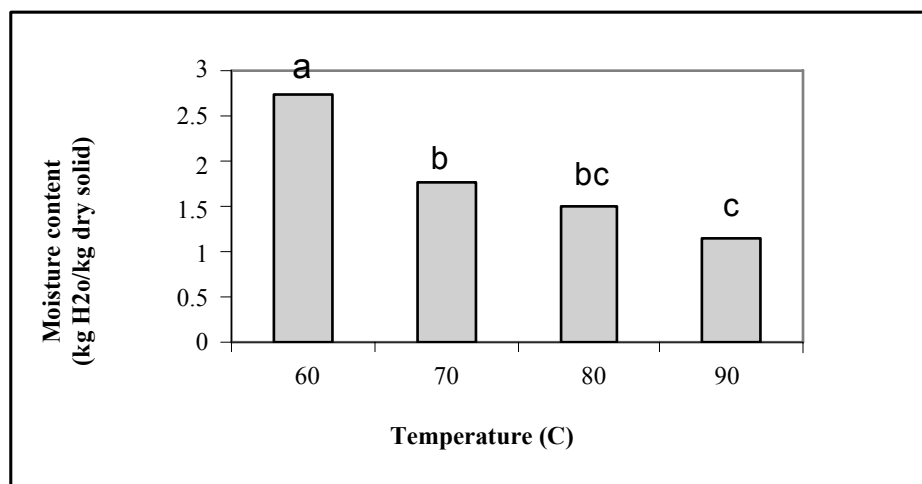 3
2.5
2
1.5
1
0.5
0
a
b
bc
c
60 70 80 90
Temperature (C)
Moisture content
(kg H2o/kg dry solid)